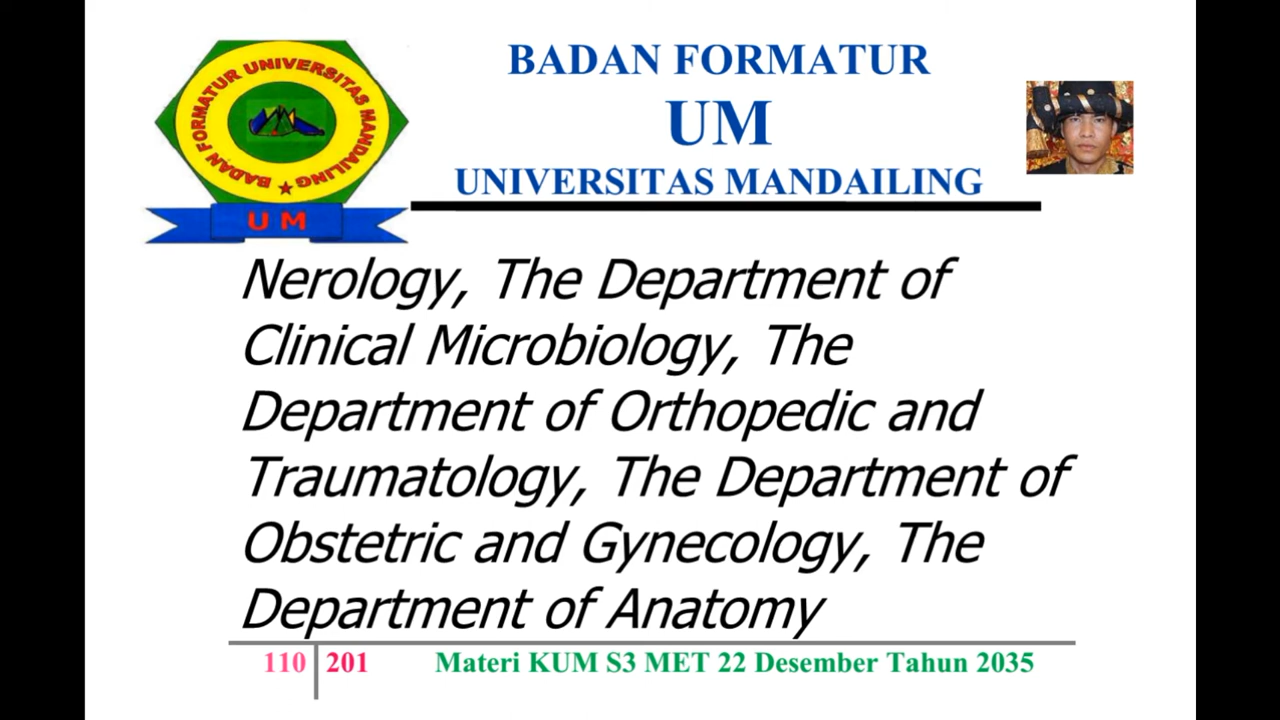 BADAN FORMATUR UNIVERSITAS MANDAILING
U M
BADAN FORMATUR
UM
UNIVERSITAS MANDAILING
Nerology, The Department of
Clinical Microbiology, The
Department of Orthopedic and
Traumatology, The Department of
Obstetric and Gynecology, The
Department of Anatomy
110 201 Materi KUM S3 MET 22 Desember Tahun 2035